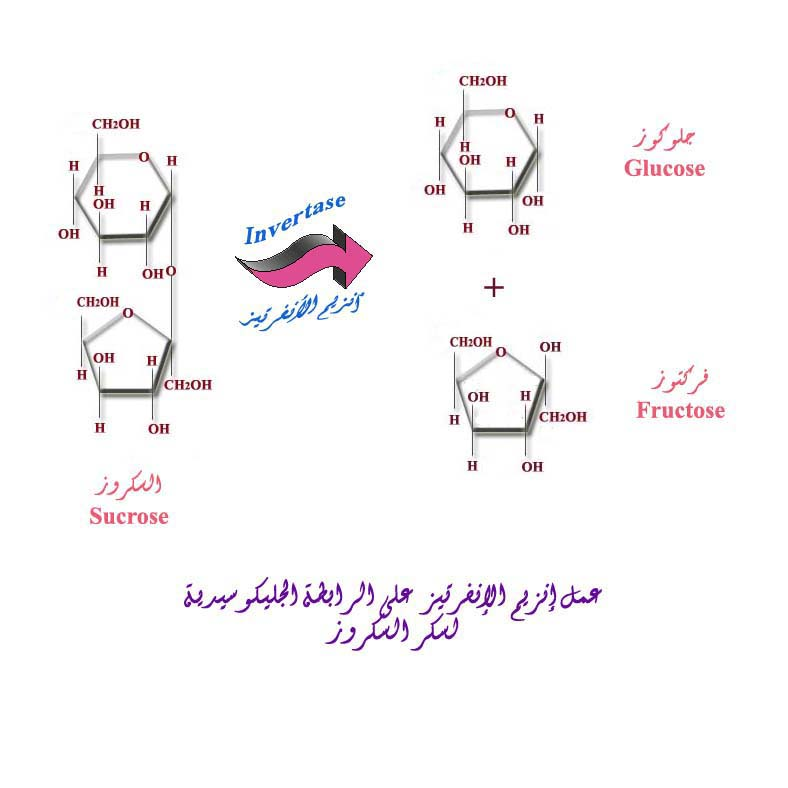 CH2OH
O
H
H
H
OH
H
OH
H
OH
O
CH2OH
O
OH
H
H
CH2OH
H
OH
السكروز
Sucrose
Invertase
أنزيم الأنفرتيز
CH2OH
O
H
H
H
OH
H
OH
OH
H
OH
جلوكوز
Glucose
+
CH2OH
O
OH
OH
H
H
CH2OH
H
OH
فركتوز
Fructose
عمل إنزيم الإنفرتيز على الرابطة الجليكوسيدية
لسكر السكروز